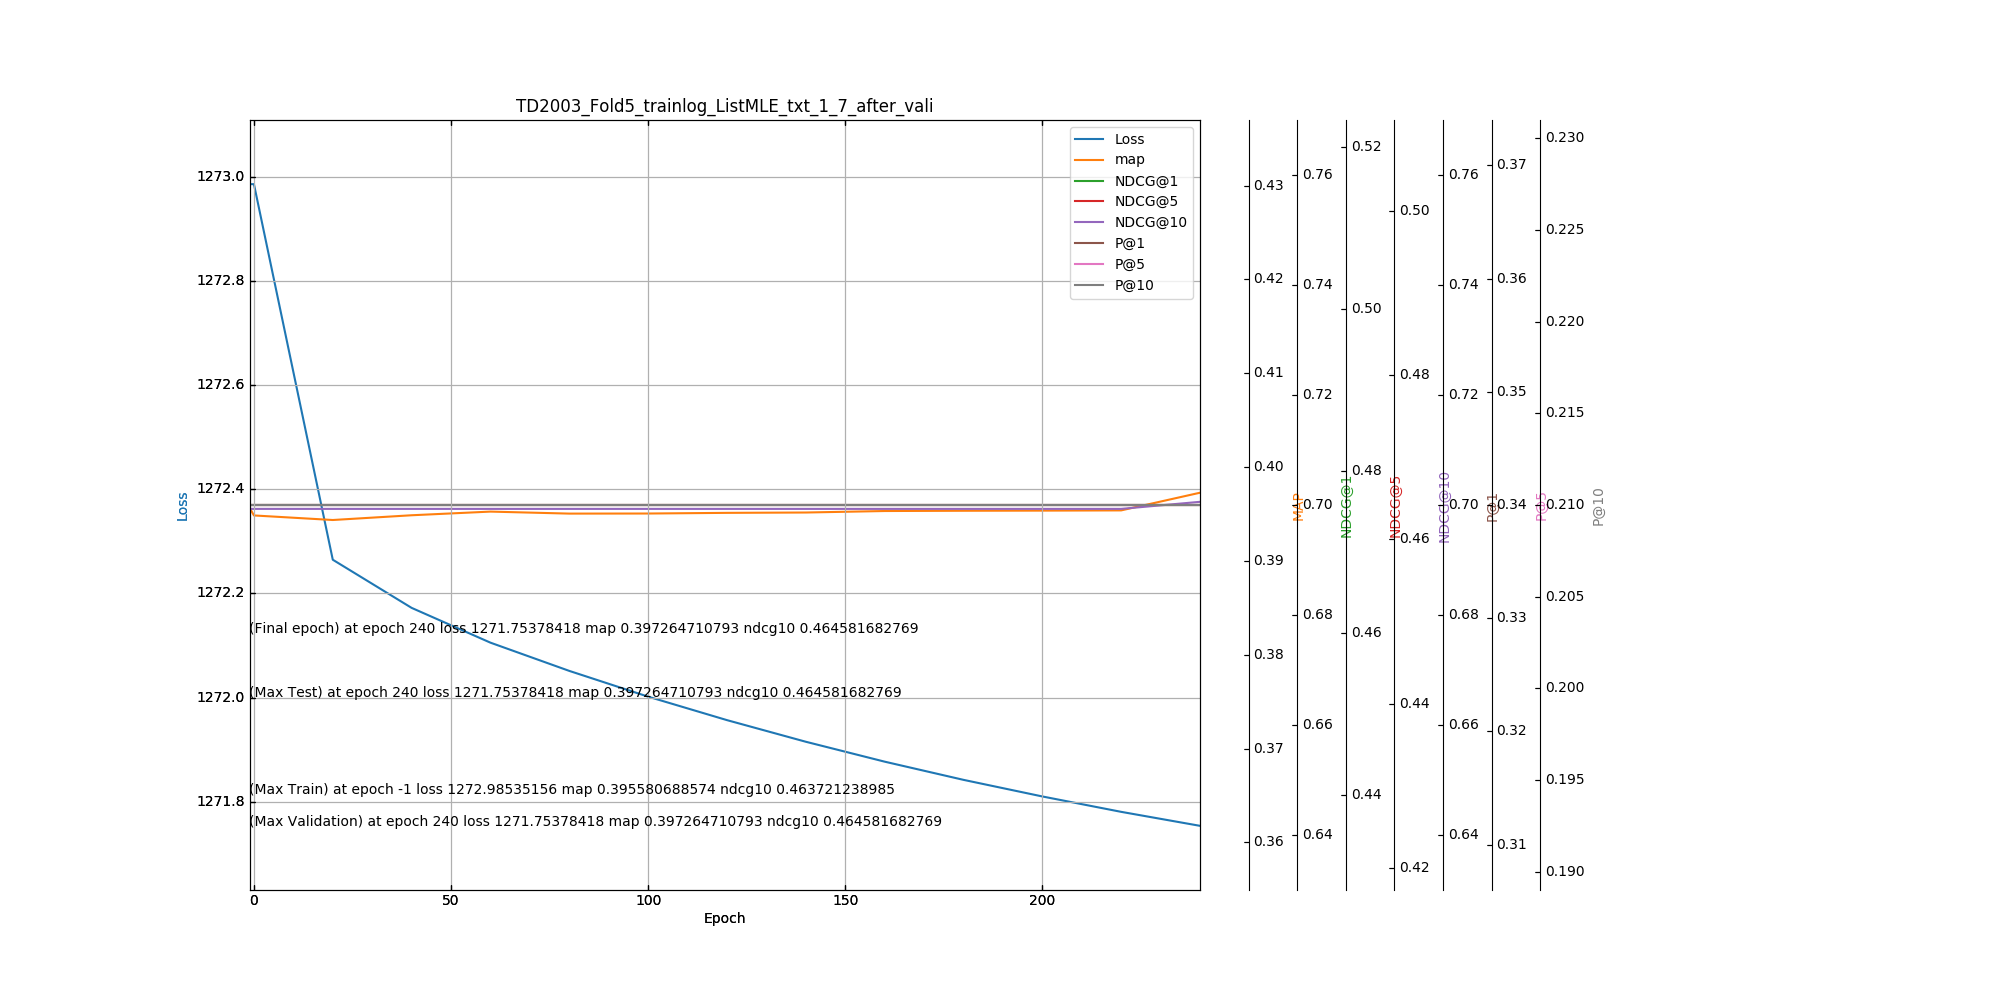 TD2003_Fold5_trainlog_ListMLE_txt_1_7_after_vali
Loss
map
NDCG@1
NDCG@5
NDCG@10
P@1
P@5
P@10
1273.0
1272.8
1272.6
1272.4
1272.2
1272.0
1271.8
Loss
(Final epoch) at epoch 240 loss 1271.75378418 map 0.397264710793 ndcg10 0.464581682769
(Max Test) at epoch 240 loss 1271.75378418 map 0.397264710793 ndcg10 0.464581682769
(Max Train) at epoch -1 loss 1272.98535156 map 0.395580688574 ndcg10 0.463721238985
(Max Validation) at epoch 240 loss 1271.75378418 map 0.397264710793 ndcg10 0.464581682769
0 50 100 150 200
Epoch
0.43
0.42
0.41
0.40
0.39
0.38
0.37
0.36
MAP
0.76
0.74
0.72
0.70
0.68
0.66
0.64
NDCG@1
0.52
0.50
0.48
0.46
0.44
NDCG@5
0.50
0.48
0.46
0.44
0.42
NDCG@10
0.76
0.74
0.72
0.70
0.68
0.66
0.64
P@1
0.37
0.36
0.35
0.34
0.33
0.32
0.31
P@5
0.230
0.225
0.220
0.215
0.210
0.205
0.200
0.195
0.190
P@10